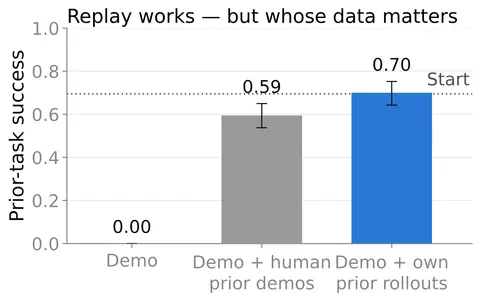 Replay works — but whose data matters
Prior-task success
1.0
0.8
0.6
0.4
0.2
0.0
0.00
0.59
0.70
Start
Demo
Demo + human prior demos
Demo + own prior rollouts